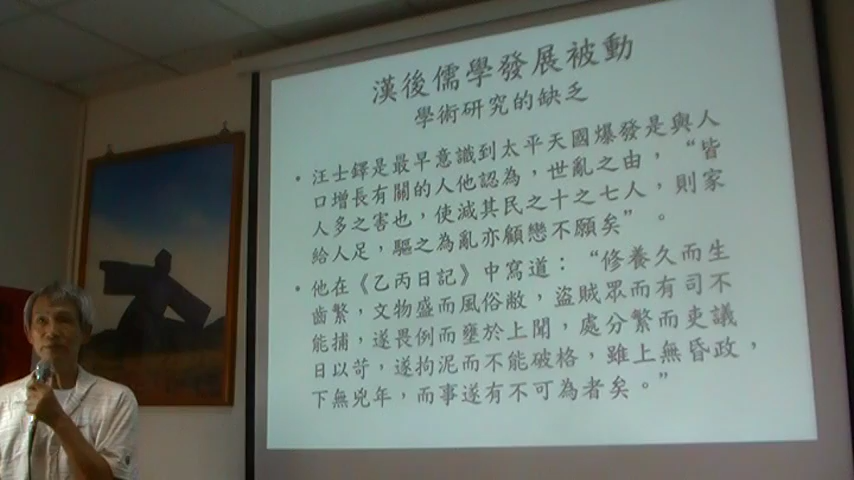 漢後儒學發展被動
學術研究的缺乏
• 汪士鐸是最早意識到太平天國爆發是與人
口增長有關的人他認為，世亂之由，“皆
人多之害也，使減其民之十之七人，則家
給人足，驅之為亂亦顧戀不願矣”。
• 他在《乙丙日記》中寫道：“修養久而生
齒繁，文物盛而風俗敝，盜賊眾而有司不
能捕，遂畏例而壅於上聞，處分繁而吏議
日以苛，遂拘泥而不能破格，雖上無昏政，
下無兇年，而事遂有不可為者矣。”